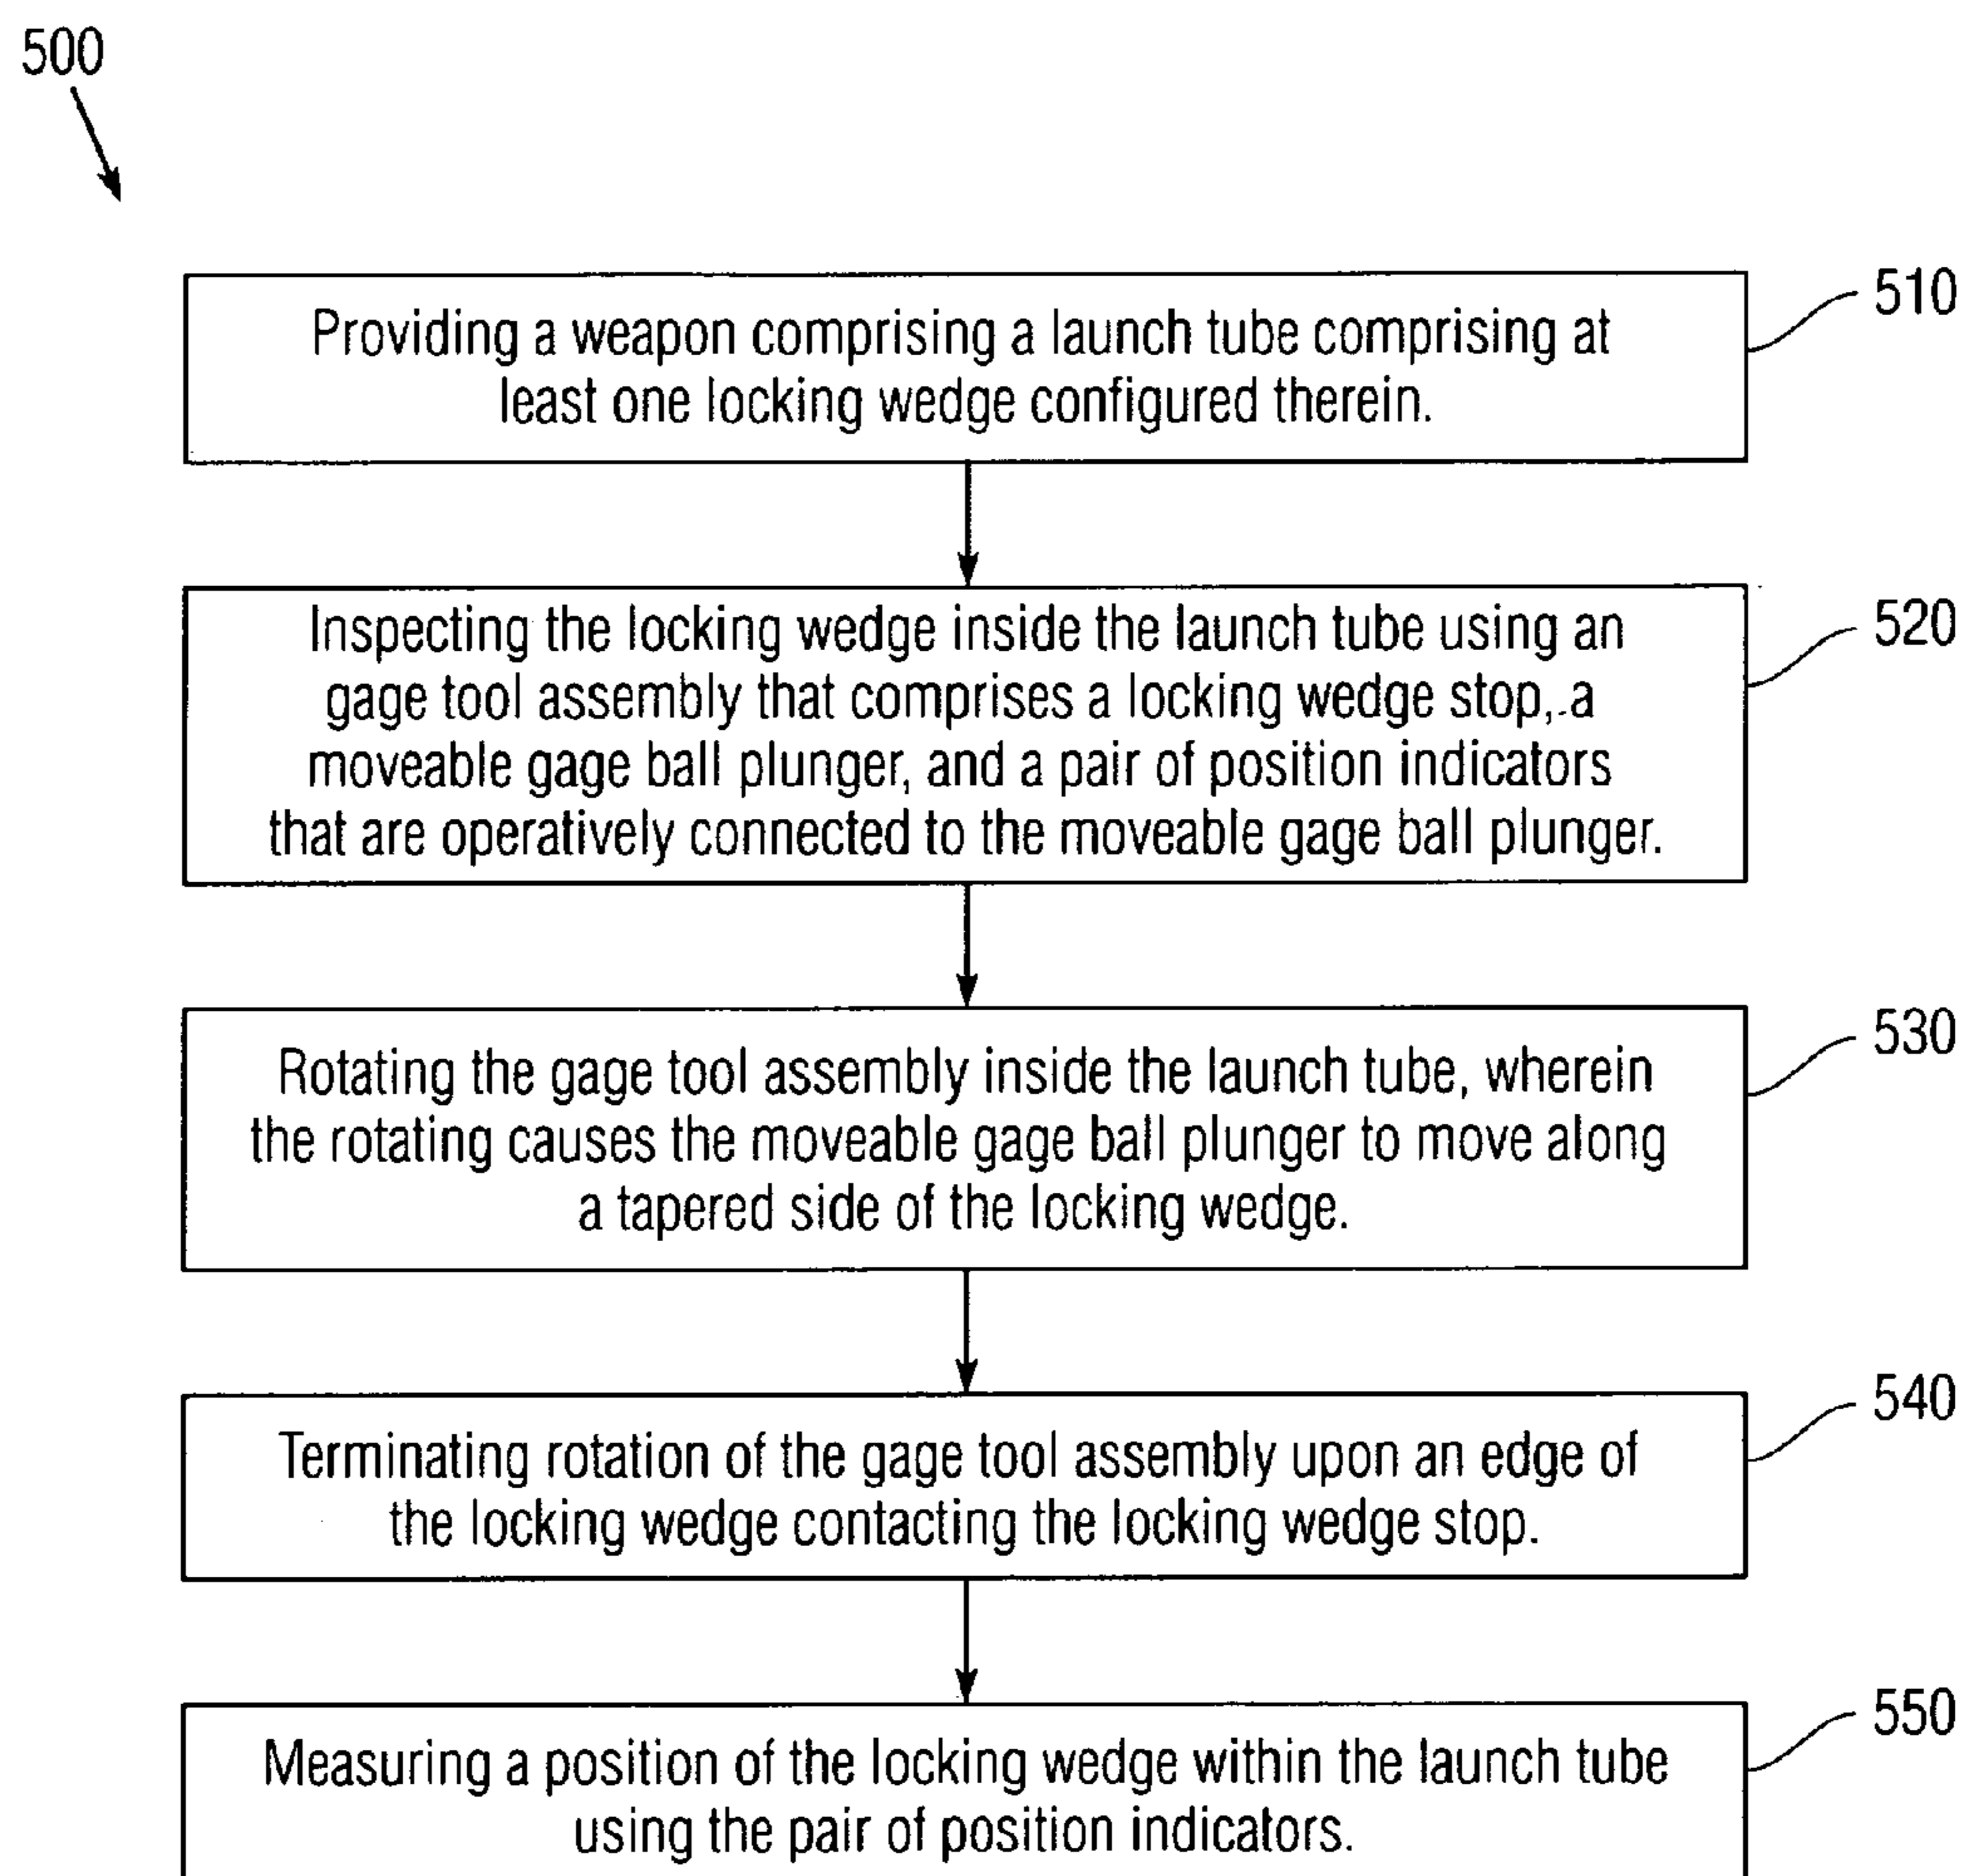 500
Providing a weapon comprising a launch tube comprising at
least one locking wedge configured therein.
510
Inspecting the locking wedge inside the launch tube using an
gage tool assembly that comprises a locking wedge stop, a
moveable gage ball plunger, and a pair of position indicators
that are operatively connected to the moveable gage ball plunger.
520
Rotating the gage tool assembly inside the launch tube, wherein
the rotating causes the moveable gage ball plunger to move along
a tapered side of the locking wedge.
530
Terminating rotation of the gage tool assembly upon an edge of
the locking wedge contacting the locking wedge stop.
540
Measuring a position of the locking wedge within the launch tube
using the pair of position indicators.
550